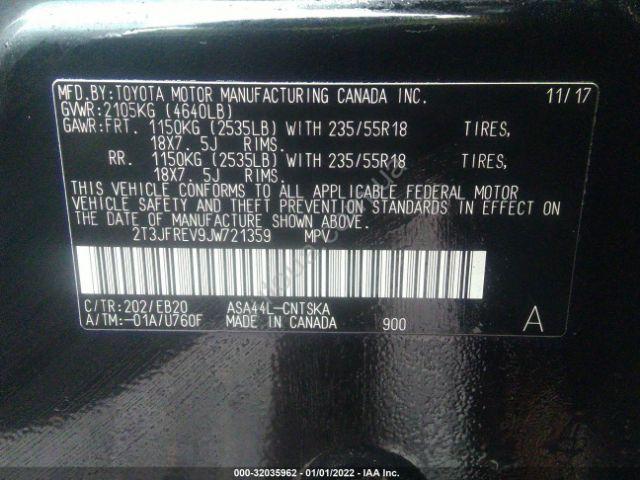 MFD.BY:TOYOTA MOTOR MANUFACTURING CANADA INC. 11/17
GVWR:2105KG (4640LB)
GAWR:FRT. 1150KG (2535LB) WITH 235/55R18 TIRES,
18X7. 5J RIMS.
RR. 1150KG (2535LB) WITH 235/55R18 TIRES,
18X7. 5J RIMS.
THIS VEHICLE CONFORMS TO ALL APPLICABLE FEDERAL MOTOR
VEHICLE SAFETY AND THEFT PREVENTION STANDARDS IN EFFECT ON
THE DATE OF MANUFACTURE SHOWN ABOVE.
2T3JFREV9JW721359 MPV
C/TR:202/EB20 ASA44L-CNTSKA
A/TM:-01A/U760F MADE IN CANADA 900 A
000-32035962 - 01/01/2022 - IAA Inc.